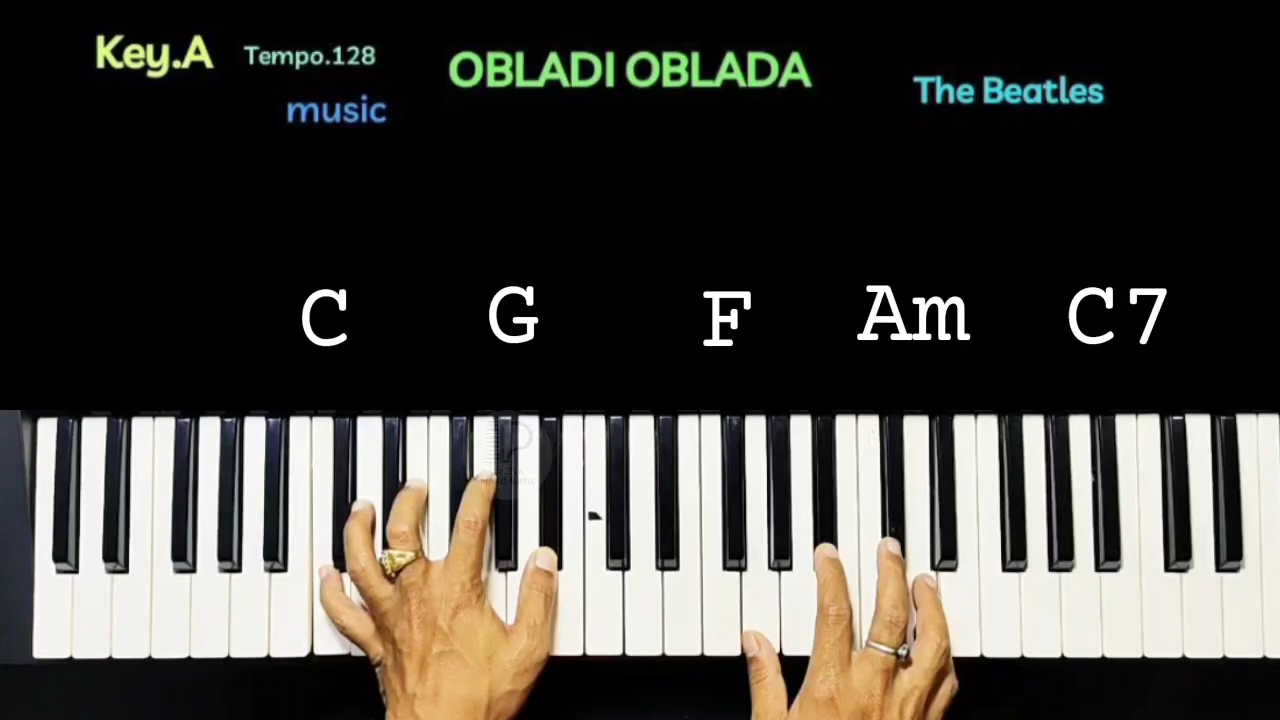 Key.A
Tempo.128
music
OBLADI OBLADA
The Beatles
C G F Am C7